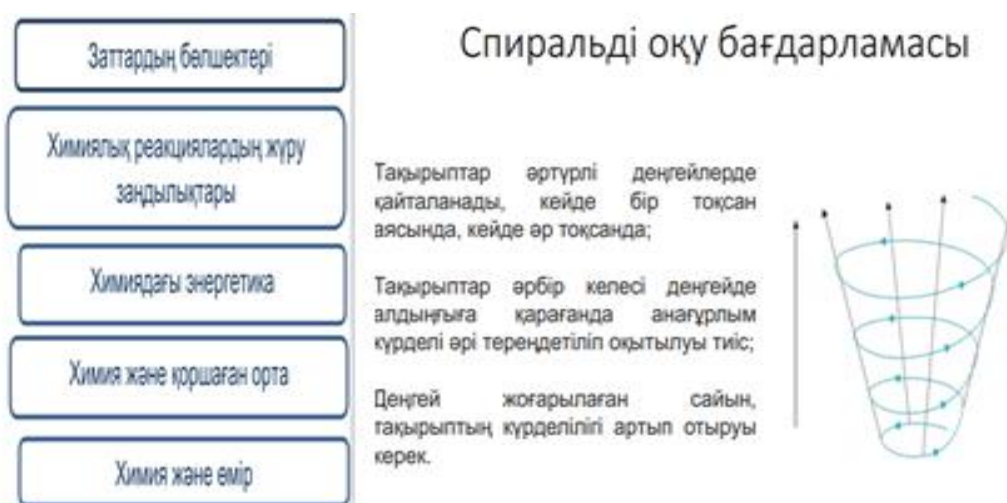 Заттардың бөлшектері
Химиялық реакциялардың жүру
заңдылықтары
Химиядағы энергетика
Химия және қоршаған орта
Химия және өмір
Спиральді оқу бағдарламасы
Тақырыптар әртүрлі деңгейлерде
қайталанады, кейде бір тоқсан
аясында, кейде әр тоқсанда;
Тақырыптар әрбір келесі деңгейде
алдыңғыға қарағанда анағұрлым
күрделі әрі тереңдетіліп оқытылуы тиіс;
Деңгей жоғарылаған сайын,
тақырыптың күрделілігі артып отыруы
керек.